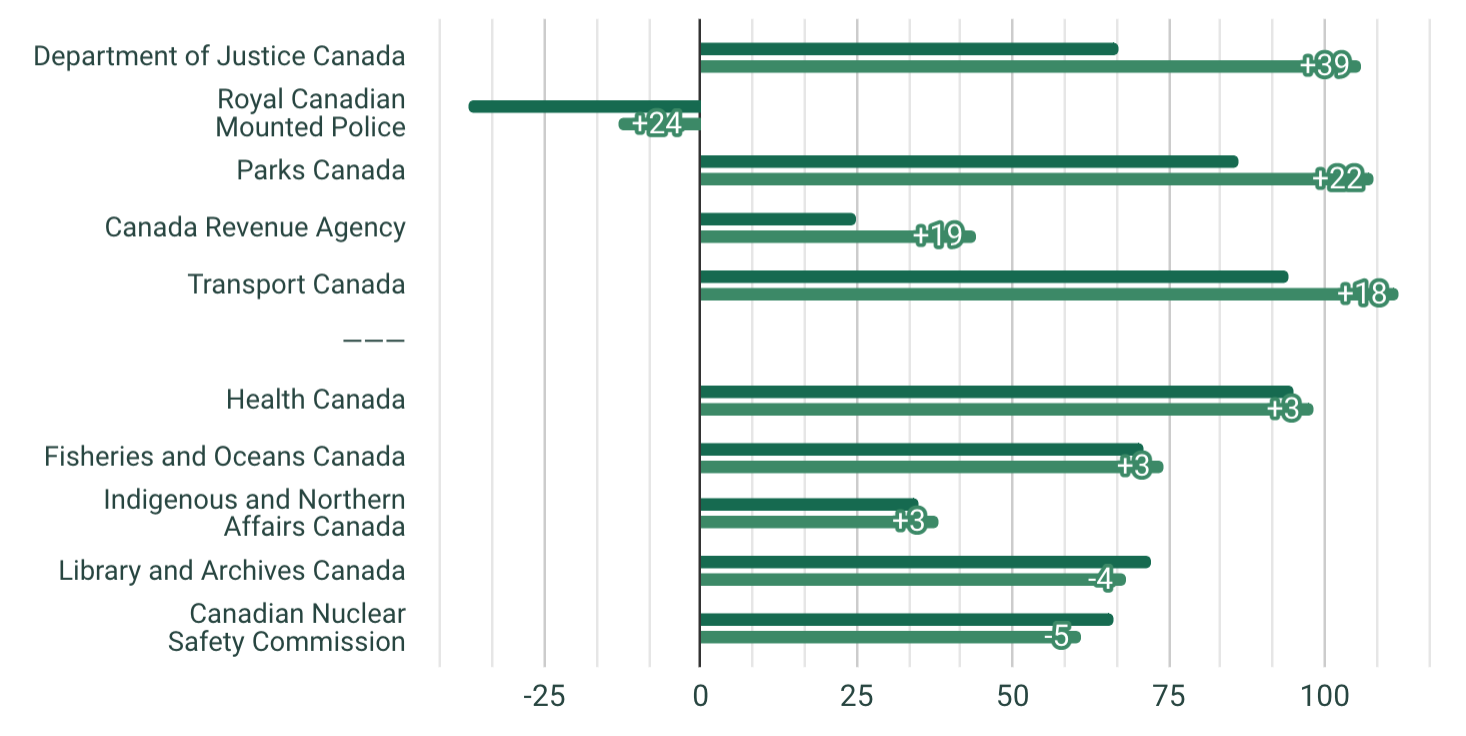 Department of Justice Canada
+39
Royal Canadian
Mounted Police
+24
Parks Canada
+22
Canada Revenue Agency
+19
Transport Canada
+18
———
Health Canada
+3
Fisheries and Oceans Canada
+3
Indigenous and Northern
Affairs Canada
+3
Library and Archives Canada
-4
Canadian Nuclear
Safety Commission
-5
-25 0 25 50 75 100